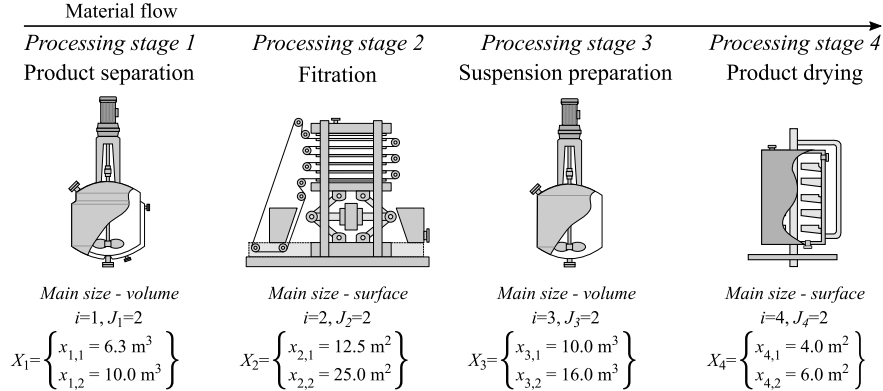 Material flow
Processing stage 1 Processing stage 2 Processing stage 3 Processing stage 4
Product separation Fitration Suspension preparation Product drying
Main size - volume Main size - surface Main size - volume Main size - surface
i=1, J₁=2 i=2, J₂=2 i=3, J₃=2 i=4, J₄=2
X₁={ x₁,₁ = 6.3 m³ } X₂={ x₂,₁ = 12.5 m² } X₃={ x₃,₁ = 10.0 m³ } X₄={ x₄,₁ = 4.0 m² }
x₁,₂ = 10.0 m³ x₂,₂ = 25.0 m² x₃,₂ = 16.0 m³ x₄,₂ = 6.0 m²